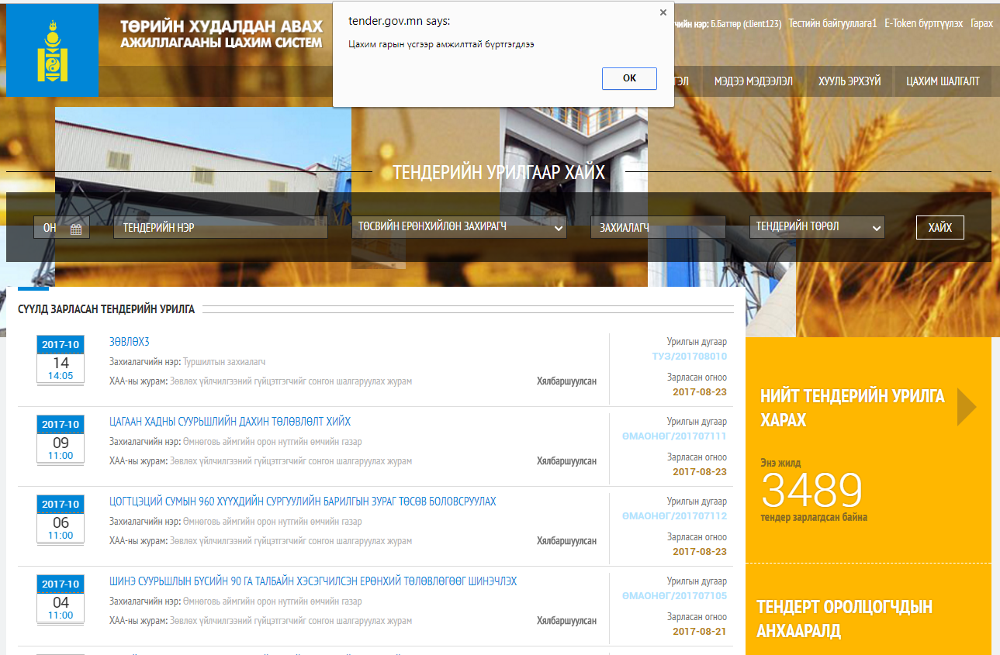 ТӨРИЙН ХУДАЛДАН АВАХ
АЖИЛЛАГААНЫ ЦАХИМ СИСТЕМ
tender.gov.mn says:
Цахим гарын үсгээр амжилттай бүртгэгдлээ
OK
нэр: Б.Баттөр (client123) Тестийн байгууллага1 E-Token бүртгүүлэх Гарах
МЭДЭЭ МЭДЭЭЛЭЛ ХУУЛЬ ЭРХЗҮЙ ЦАХИМ ШАЛГАЛТ
ТЕНДЕРИЙН УРИЛГААР ХАЙХ
ОН ТЕНДЕРИЙН НЭР ТӨСВИЙН ЕРӨНХИЙЛӨН ЗАХИРАГЧ ЗАХИАЛАГЧ ТЕНДЕРИЙН ТӨРӨЛ ХАЙХ
СҮҮЛД ЗАРЛАСАН ТЕНДЕРИЙН УРИЛГА
2017-10
14
14:05
ЗӨВЛӨХ3
Захиалагчийн нэр: Туршилтын захиалагч
ХАА-ны журам: Зөвлөх үйлчилгээний гүйцэтгэгчийг сонгон шалгаруулах журам
Хялбаршуулсан
Урилгын дугаар
ТУЗ/201708010
Зарласан огноо
2017-08-23
2017-10
09
11:00
ЦАГААН ХАДНЫ СУУРЬШЛИЙН ДАХИН ТӨЛӨВЛӨЛТ ХИЙХ
Захиалагчийн нэр: Өмнөговь аймгийн орон нутгийн өмчийн газар
ХАА-ны журам: Зөвлөх үйлчилгээний гүйцэтгэгчийг сонгон шалгаруулах журам
Хялбаршуулсан
Урилгын дугаар
ӨМАОНӨГ/201707111
Зарласан огноо
2017-08-23
2017-10
06
11:00
ЦОГТЦЭЦИЙ СУМЫН 960 ХҮҮХДИЙН СУРГУУЛИЙН БАРИЛГЫН ЗУРАГ ТӨСӨВ БОЛОВСРУУЛАХ
Захиалагчийн нэр: Өмнөговь аймгийн орон нутгийн өмчийн газар
ХАА-ны журам: Зөвлөх үйлчилгээний гүйцэтгэгчийг сонгон шалгаруулах журам
Хялбаршуулсан
Урилгын дугаар
ӨМАОНӨГ/201707112
Зарласан огноо
2017-08-23
2017-10
04
11:00
ШИНЭ СУУРЬШЛЫН БҮСИЙН 90 ГА ТАЛБАЙН ХЭСЭГЧИЛСЭН ЕРӨНХИЙ ТӨЛӨВЛӨГӨӨГ ШИНЭЧЛЭХ
Захиалагчийн нэр: Өмнөговь аймгийн орон нутгийн өмчийн газар
ХАА-ны журам: Зөвлөх үйлчилгээний гүйцэтгэгчийг сонгон шалгаруулах журам
Хялбаршуулсан
Урилгын дугаар
ӨМАОНӨГ/201707105
Зарласан огноо
2017-08-21
НИЙТ ТЕНДЕРИЙН УРИЛГА
ХАРАХ
Энэ жилд
3489
тендер зарлагдсан байна
ТЕНДЕРТ ОРОЛЦОГЧДЫН
АНХААРАЛД